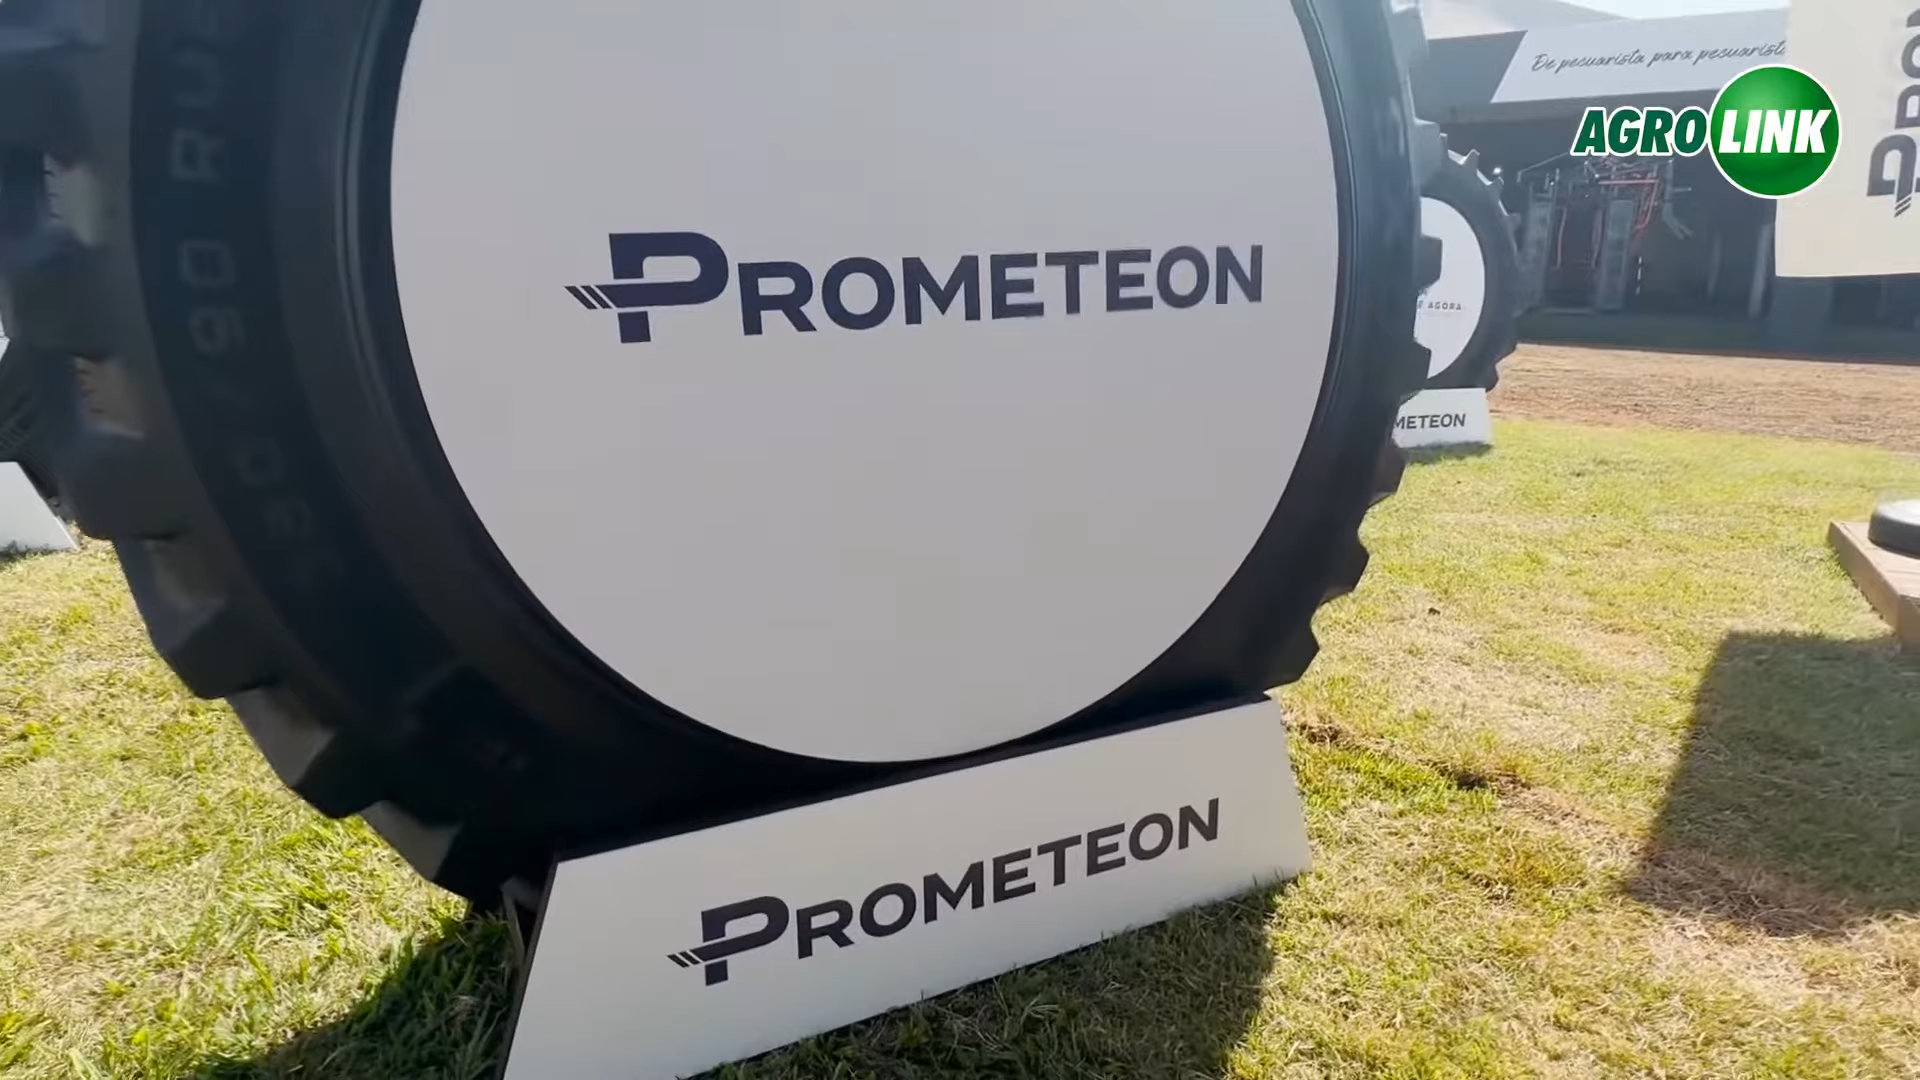 De pecuarista para pecuarista
AGROLINK
PROMETEON
AGORA
METEON
PROMETEON